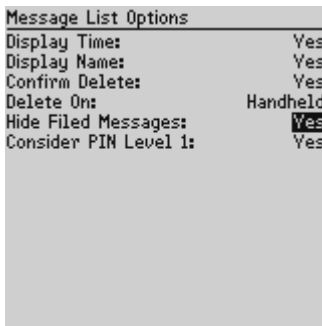 Message List Options
Display Time: Yes
Display Name: Yes
Confirm Delete: Yes
Delete On: Handheld
Hide Filed Messages: Yes
Consider PIN Level 1: Yes